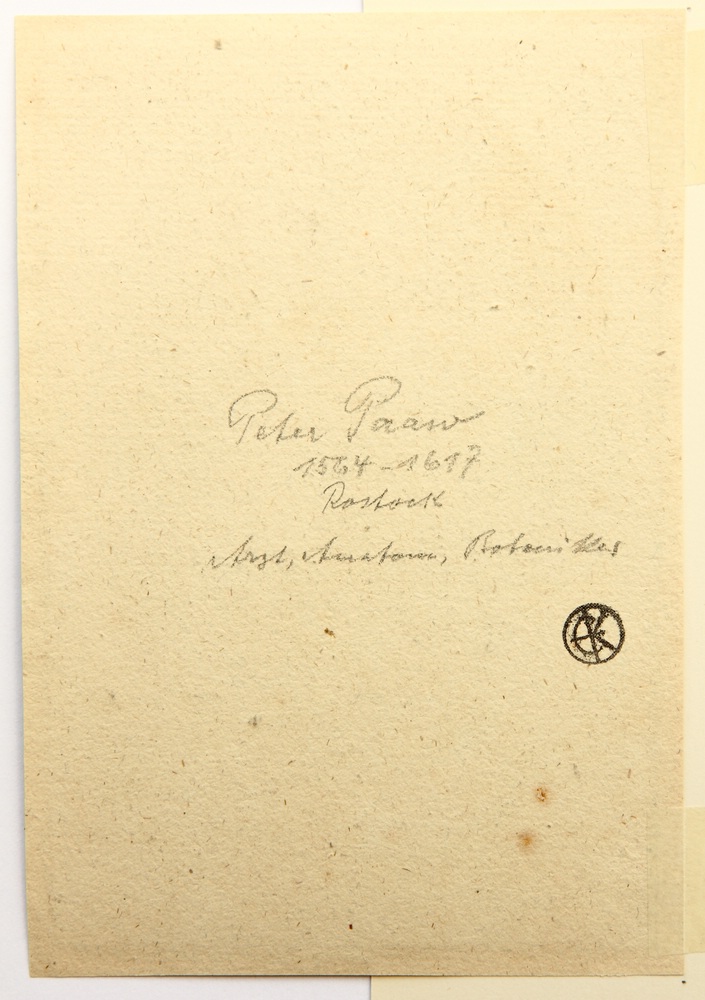 Peter Paaw
1564-1617
Rostock
Arzt, Anatom, Botaniker